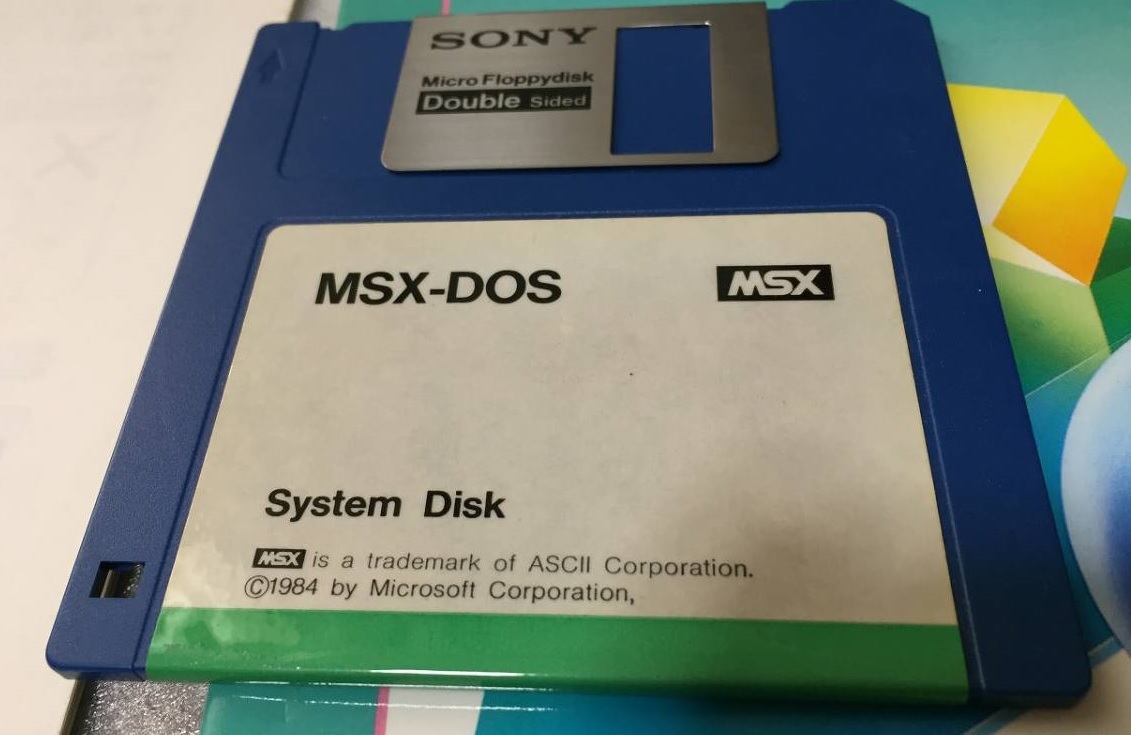 SONY
Micro Floppydisk
Double Sided
MSX-DOS MSX
System Disk
MSX is a trademark of ASCII Corporation.
©1984 by Microsoft Corporation,